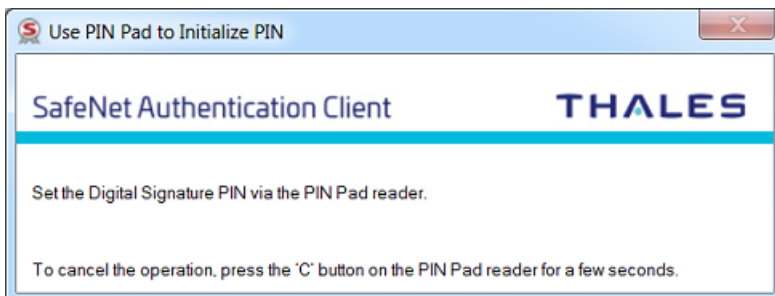 Use PIN Pad to Initialize PIN
SafeNet Authentication Client
THALES
Set the Digital Signature PIN via the PIN Pad reader.
To cancel the operation, press the 'C' button on the PIN Pad reader for a few seconds.